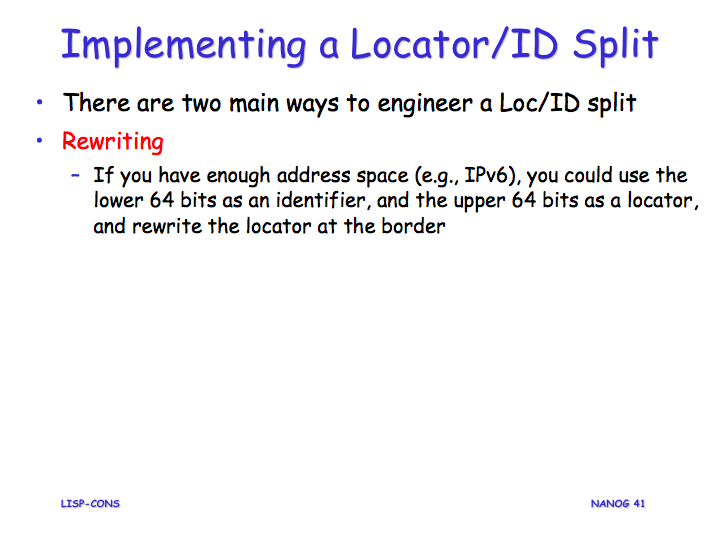 Implementing a Locator/ID Split
• There are two main ways to engineer a Loc/ID split
• Rewriting
– If you have enough address space (e.g., IPv6), you could use the
lower 64 bits as an identifier, and the upper 64 bits as a locator,
and rewrite the locator at the border
LISP-CONS
NANOG 41